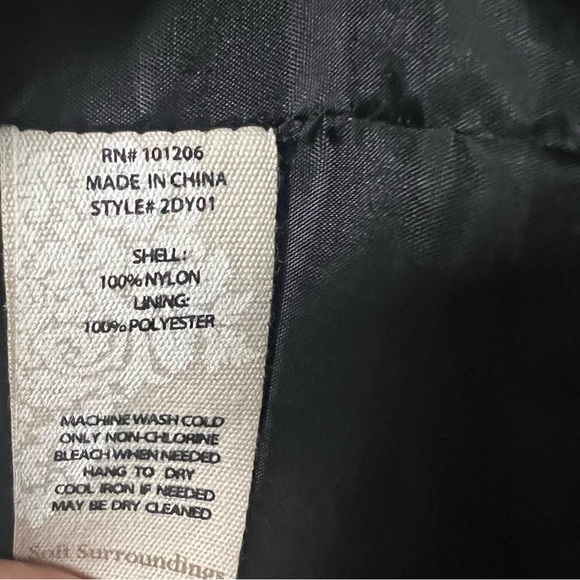 RN# 101206
MADE IN CHINA
STYLE# 2DY01
SHELL:
100% NYLON
LINING:
100% POLYESTER
MACHINE WASH COLD
ONLY NON-CHLORINE
BLEACH WHEN NEEDED
HANG TO DRY
COOL IRON IF NEEDED
MAY BE DRY CLEANED
Soft Surroundings